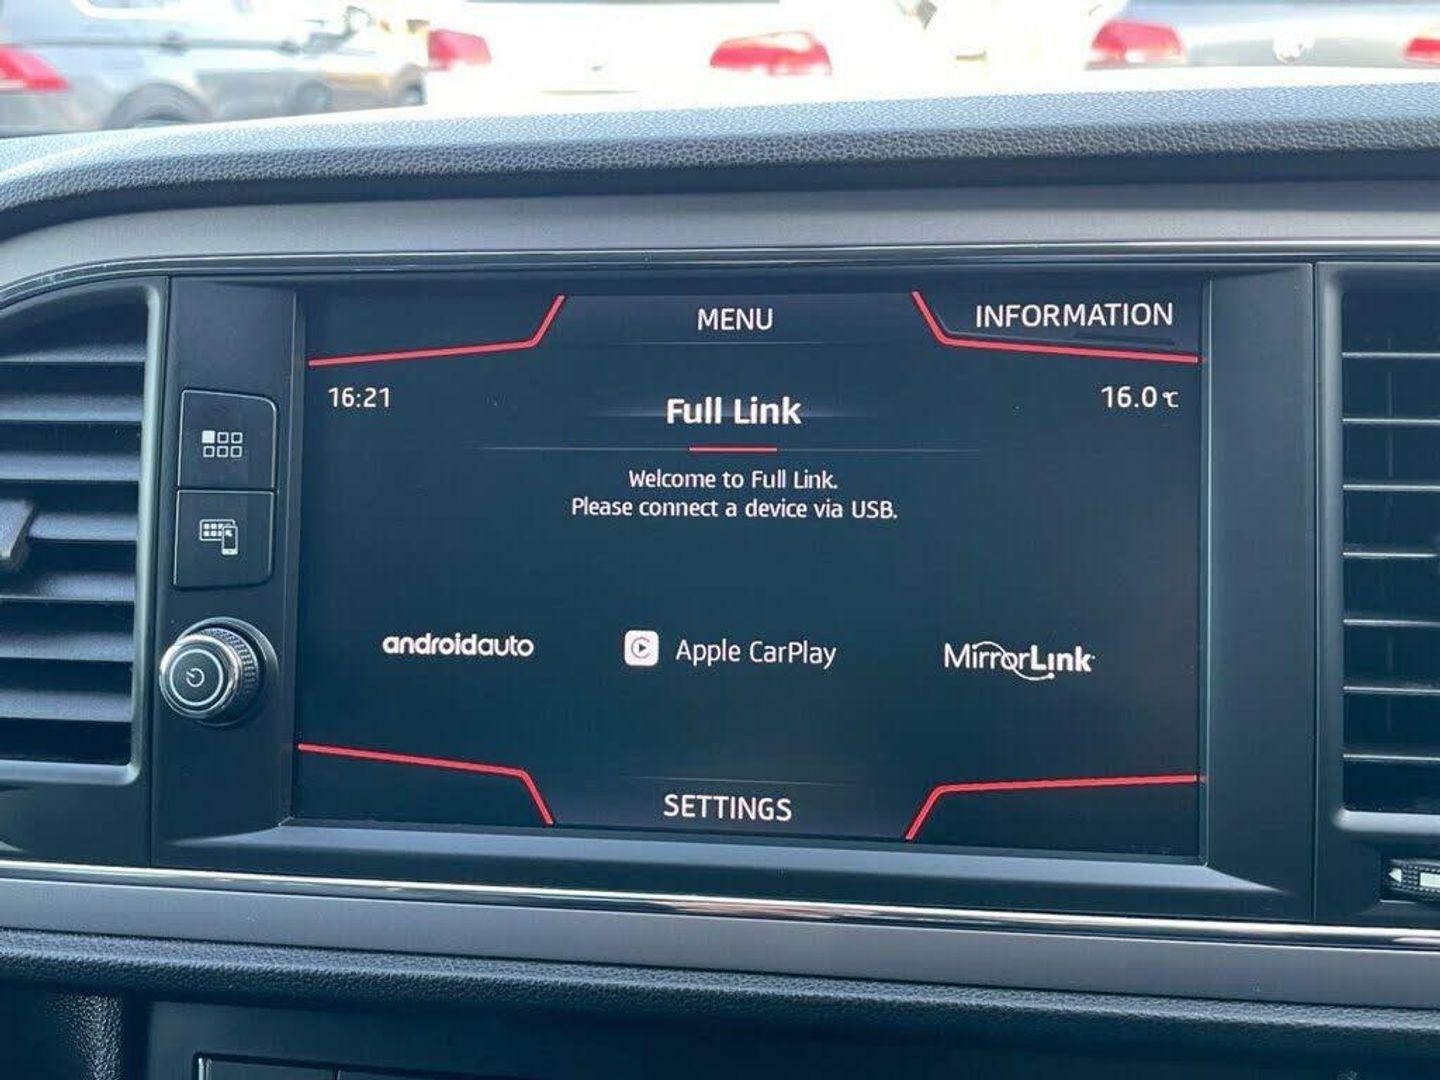 MENU
INFORMATION
16:21
16.0 °C
Full Link
Welcome to Full Link.
Please connect a device via USB.
androidauto
Apple CarPlay
MirrorLink
SETTINGS